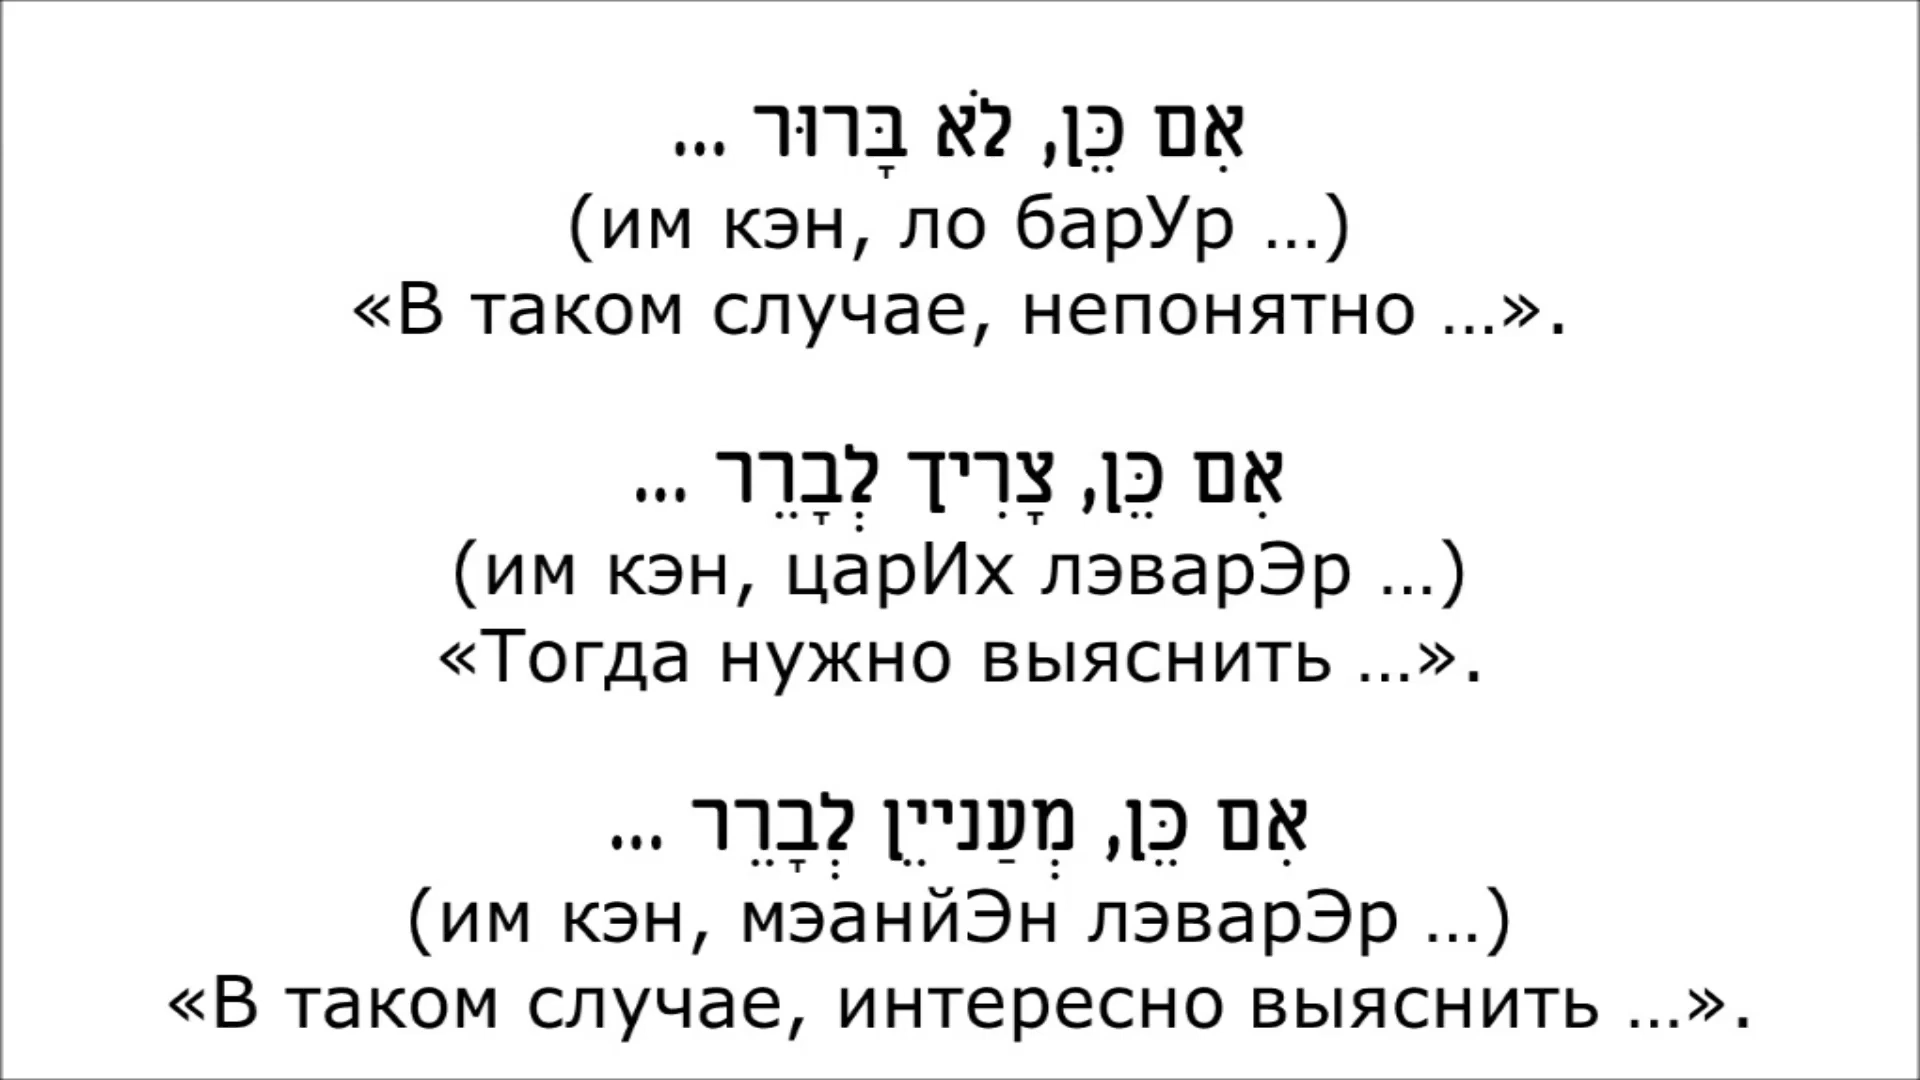 אִם כֵּן, לֹא בָּרוּר ...
(им кэн, ло барУр ...)
«В таком случае, непонятно ...».
אִם כֵּן, צָרִיך לְבָרֵר ...
(им кэн, царИх лэварЭр ...)
«Тогда нужно выяснить ...».
אִם כֵּן, מְעַנייֵן לְבָרֵר ...
(им кэн, мэанйЭн лэварЭр ...)
«В таком случае, интересно выяснить ...».